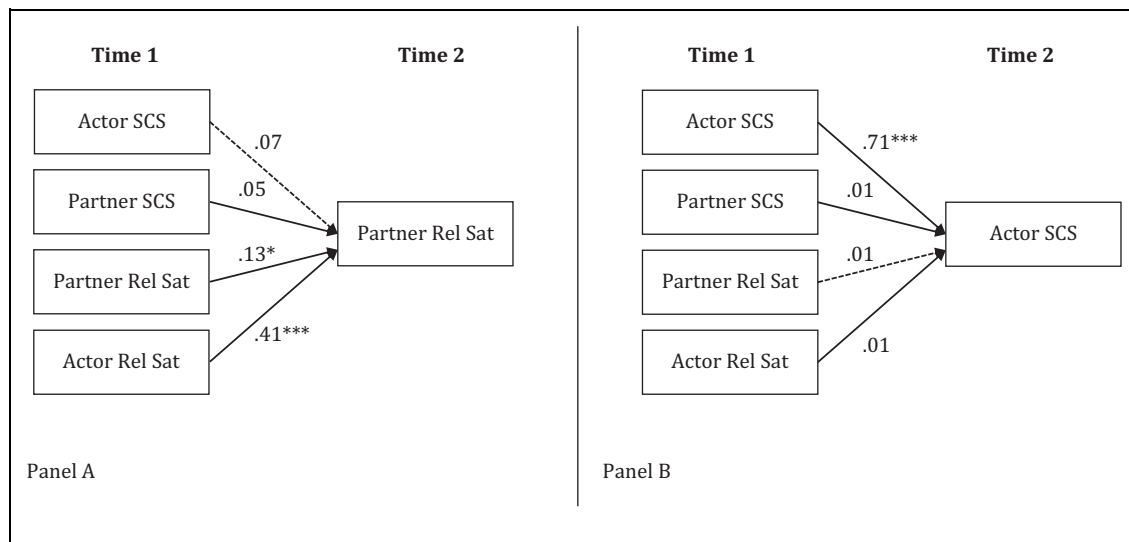 Time 1
Time 2
Actor SCS
Partner SCS
Partner Rel Sat
Actor Rel Sat
.07
.05
.13*
.41***
Partner Rel Sat
Panel A
Time 1
Time 2
Actor SCS
Partner SCS
Partner Rel Sat
Actor Rel Sat
.71***
.01
.01
.01
Actor SCS
Panel B